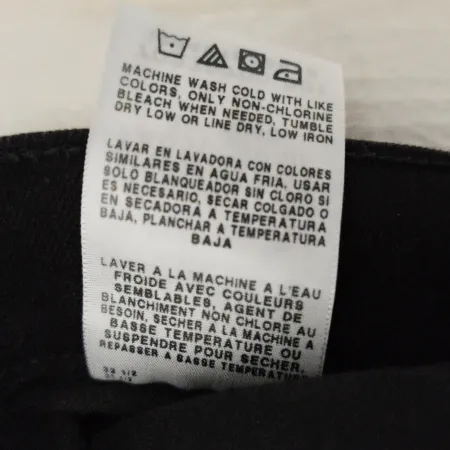 MACHINE WASH COLD WITH LIKE
COLORS, ONLY NON-CHLORINE
BLEACH WHEN NEEDED, TUMBLE
DRY LOW OR LINE DRY, LOW IRON
LAVAR EN LAVADORA CON COLORES
SIMILARES EN AGUA FRIA, USAR
SOLO BLANQUEADOR SIN CLORO SI
ES NECESARIO, SECAR COLGADO O
EN SECADORA A TEMPERATURA
BAJA, PLANCHAR A TEMPERATURA
BAJA
LAVER A LA MACHINE A L'EAU
FROIDE AVEC COULEURS
SEMBLABLES, AGENT DE
BLANCHIMENT NON CHLORE AU
BESOIN, SECHER A LA MACHINE A
BASSE TEMPERATURE OU
SUSPENDRE POUR SECHER,
REPASSER A BASSE TEMPERATURE
32 1/2